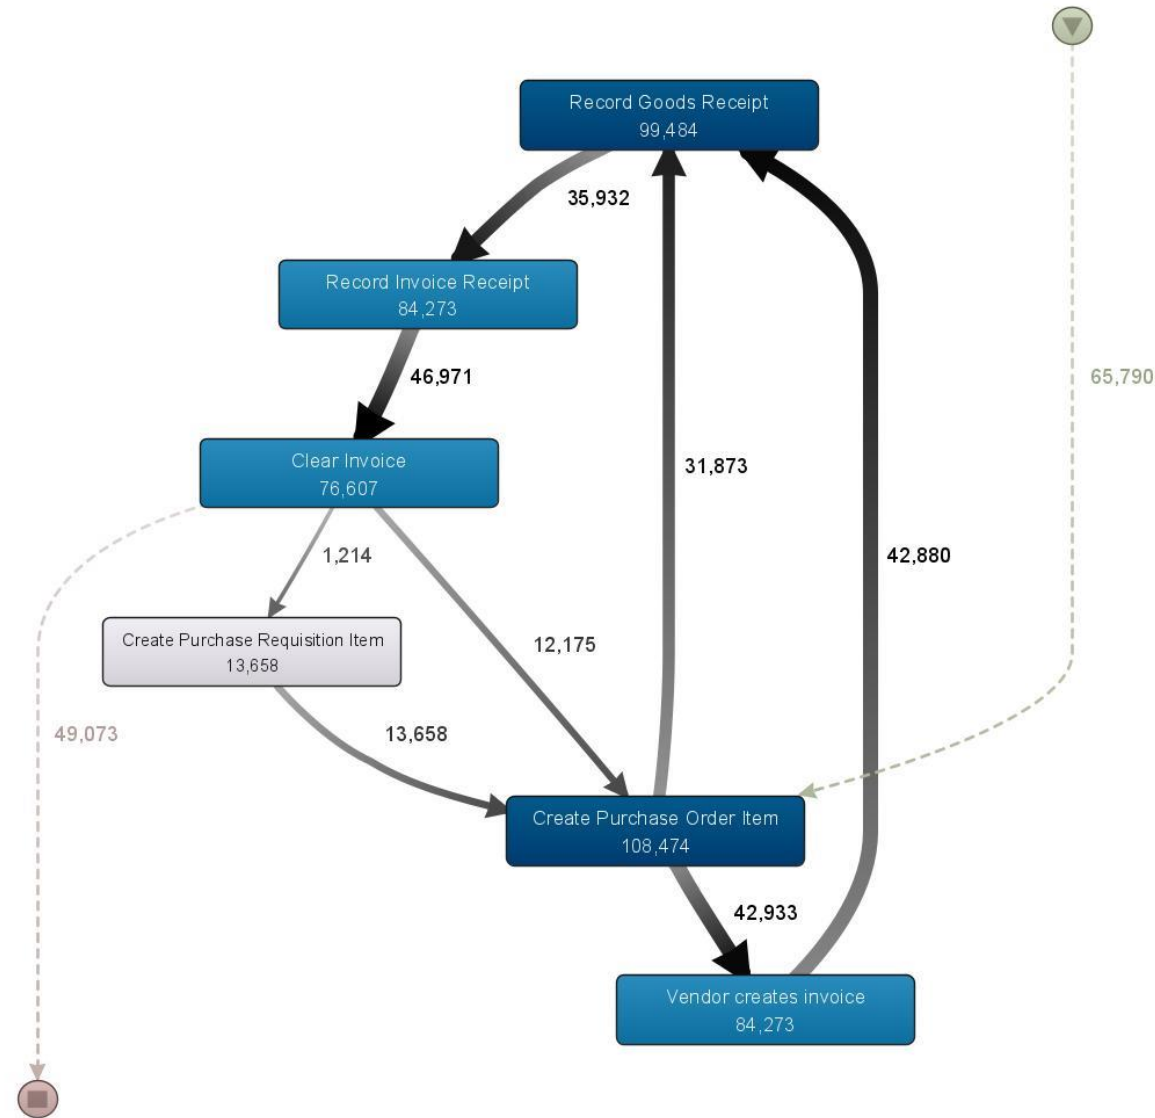 Record Goods Receipt
99,484
35,932
Record Invoice Receipt
84,273
46,971
65,790
Clear Invoice
76,607
31,873
42,880
1,214
Create Purchase Requisition Item
13,658
12,175
49,073
13,658
Create Purchase Order Item
108,474
42,933
Vendor creates invoice
84,273